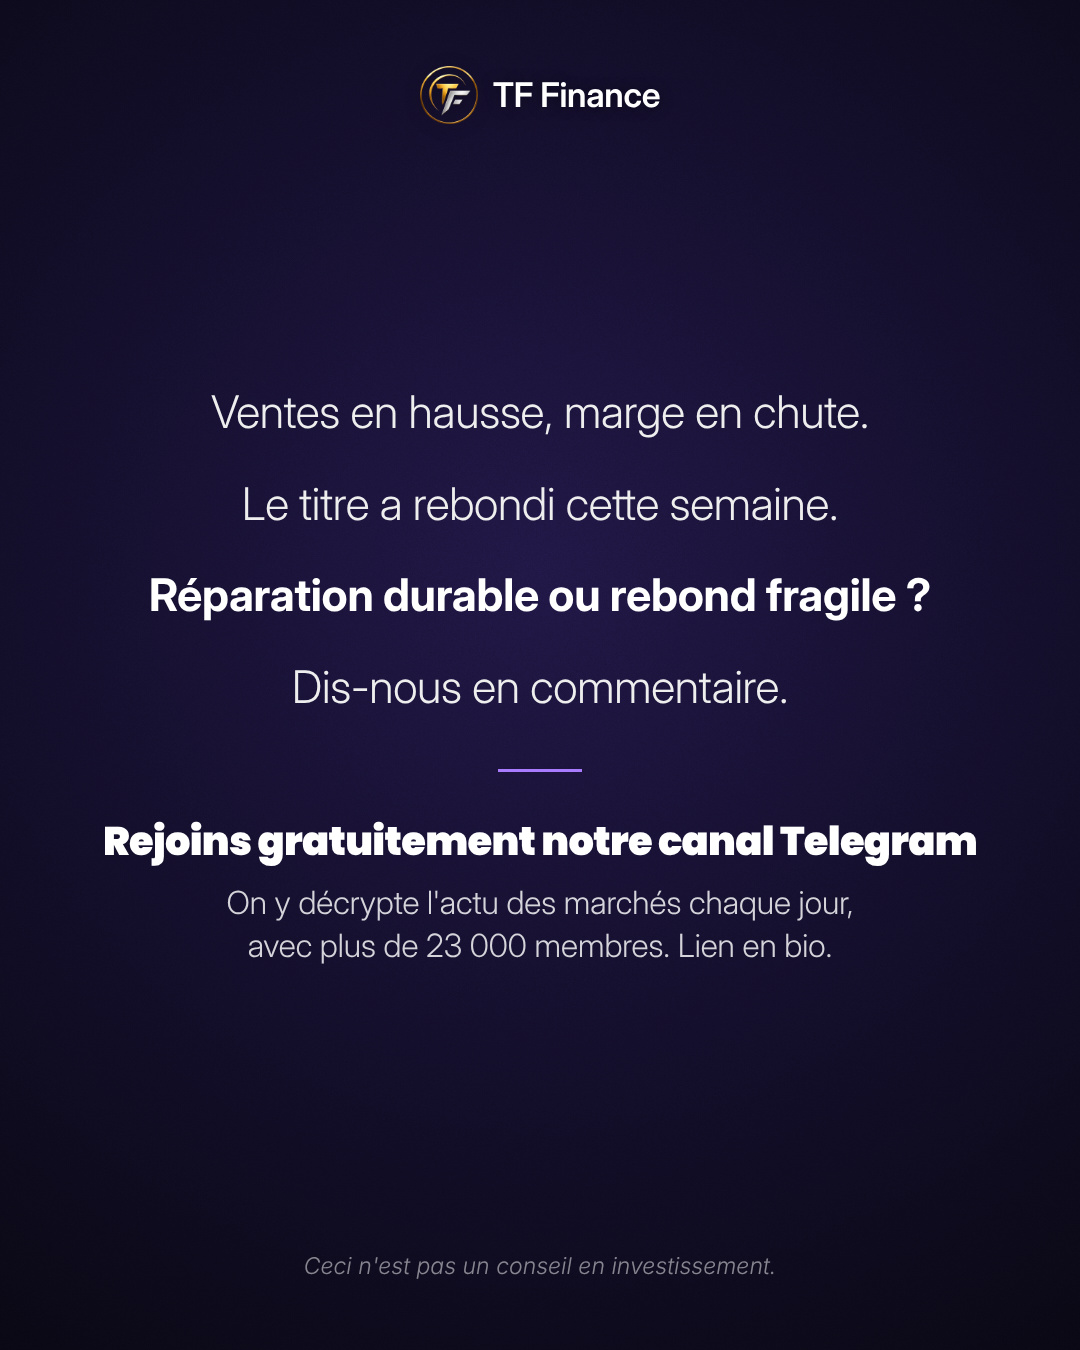 TF TF Finance
Ventes en hausse, marge en chute.
Le titre a rebondi cette semaine.
Réparation durable ou rebond fragile ?
Dis-nous en commentaire.
Rejoins gratuitement notre canal Telegram
On y décrypte l'actu des marchés chaque jour,
avec plus de 23 000 membres. Lien en bio.
Ceci n'est pas un conseil en investissement.